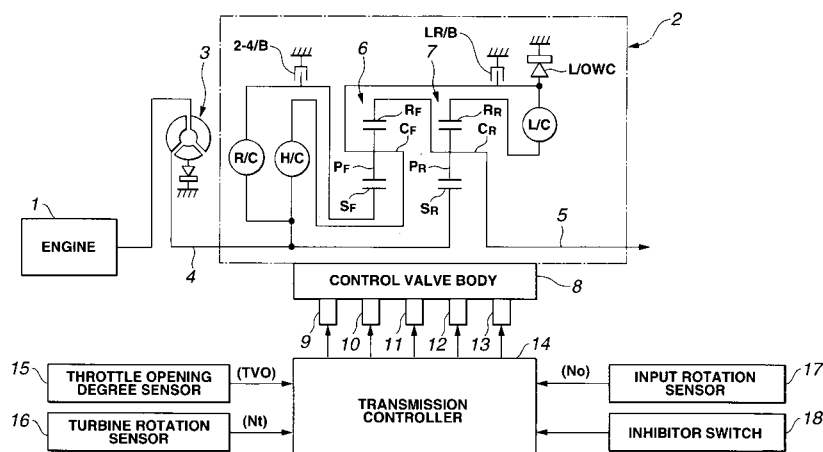 2
2-4/B
6
LR/B
7
L/OWC
3
RF
RR
CF
CR
L/C
R/C
H/C
PF
PR
SF
SR
1
ENGINE
4
5
CONTROL VALVE BODY
8
9
10
11
12
13
14
15
THROTTLE OPENING
DEGREE SENSOR
(TVO)
TRANSMISSION
CONTROLLER
(No)
INPUT ROTATION
SENSOR
17
16
TURBINE ROTATION
SENSOR
(Nt)
INHIBITOR SWITCH
18